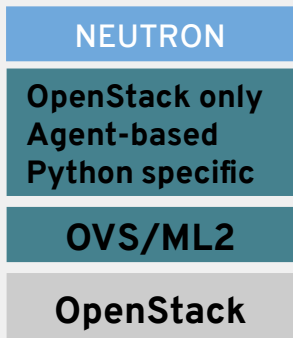 NEUTRON
OpenStack only
Agent-based
Python specific
OVS/ML2
OpenStack